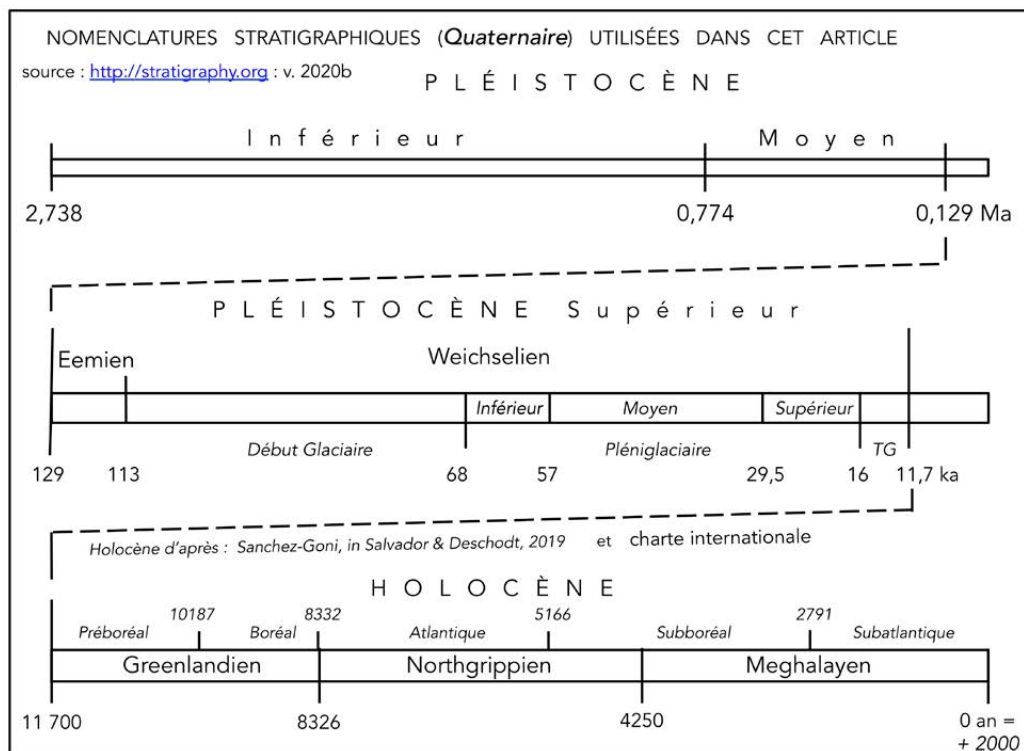 NOMENCLATURES STRATIGRAPHIQUES (Quaternaire) UTILISÉES DANS CET ARTICLE
source : http://stratigraphy.org : v. 2020b
PLÉISTOCÈNE
Inférieur Moyen
2,738 0,774 0,129 Ma
PLÉISTOCÈNE Supérieur
Eemien Weichselien
Inférieur Moyen Supérieur
Début Glaciaire Pléniglaciaire TG
129 113 68 57 29,5 16 11,7 ka
Holocène d'après : Sanchez-Goni, in Salvador & Deschodt, 2019 et charte internationale
HOLOCÈNE
10187 8332 5166 2791
Préboréal Boréal Atlantique Subboréal Subatlantique
Greenlandien Northgrippien Meghalayen
11 700 8326 4250 0 an =
+ 2000